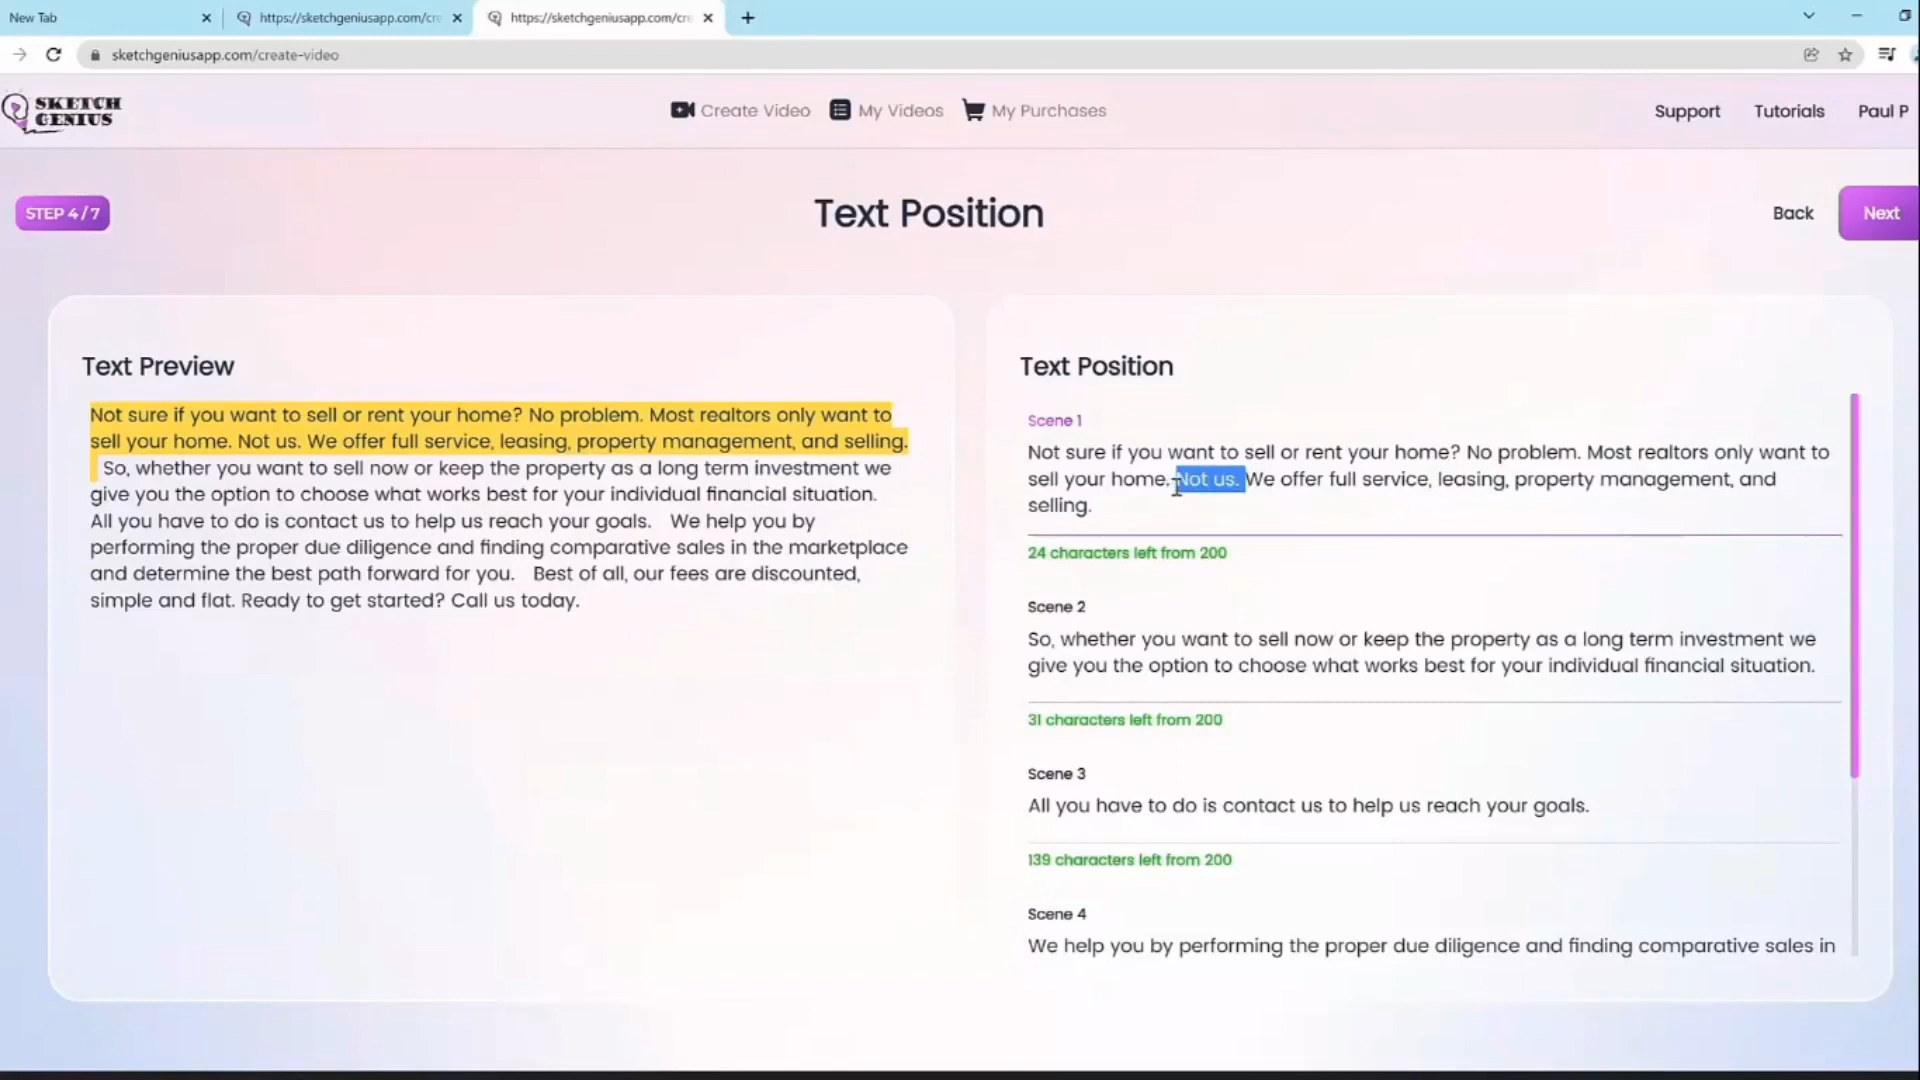 New Tab
https://sketchgeniusapp.com/cre
https://sketchgeniusapp.com/cre
sketchgeniusapp.com/create-video
SKETCH
GENIUS
Create Video
My Videos
My Purchases
Support
Tutorials
Paul P
STEP 4 / 7
Text Position
Back
Next
Text Preview
Not sure if you want to sell or rent your home? No problem. Most realtors only want to
sell your home. Not us. We offer full service, leasing, property management, and selling.
So, whether you want to sell now or keep the property as a long term investment we
give you the option to choose what works best for your individual financial situation.
All you have to do is contact us to help us reach your goals. We help you by
performing the proper due diligence and finding comparative sales in the marketplace
and determine the best path forward for you. Best of all, our fees are discounted,
simple and flat. Ready to get started? Call us today.
Text Position
Scene 1
Not sure if you want to sell or rent your home? No problem. Most realtors only want to
sell your home. Not us. We offer full service, leasing, property management, and
selling.
24 characters left from 200
Scene 2
So, whether you want to sell now or keep the property as a long term investment we
give you the option to choose what works best for your individual financial situation.
31 characters left from 200
Scene 3
All you have to do is contact us to help us reach your goals.
139 characters left from 200
Scene 4
We help you by performing the proper due diligence and finding comparative sales in